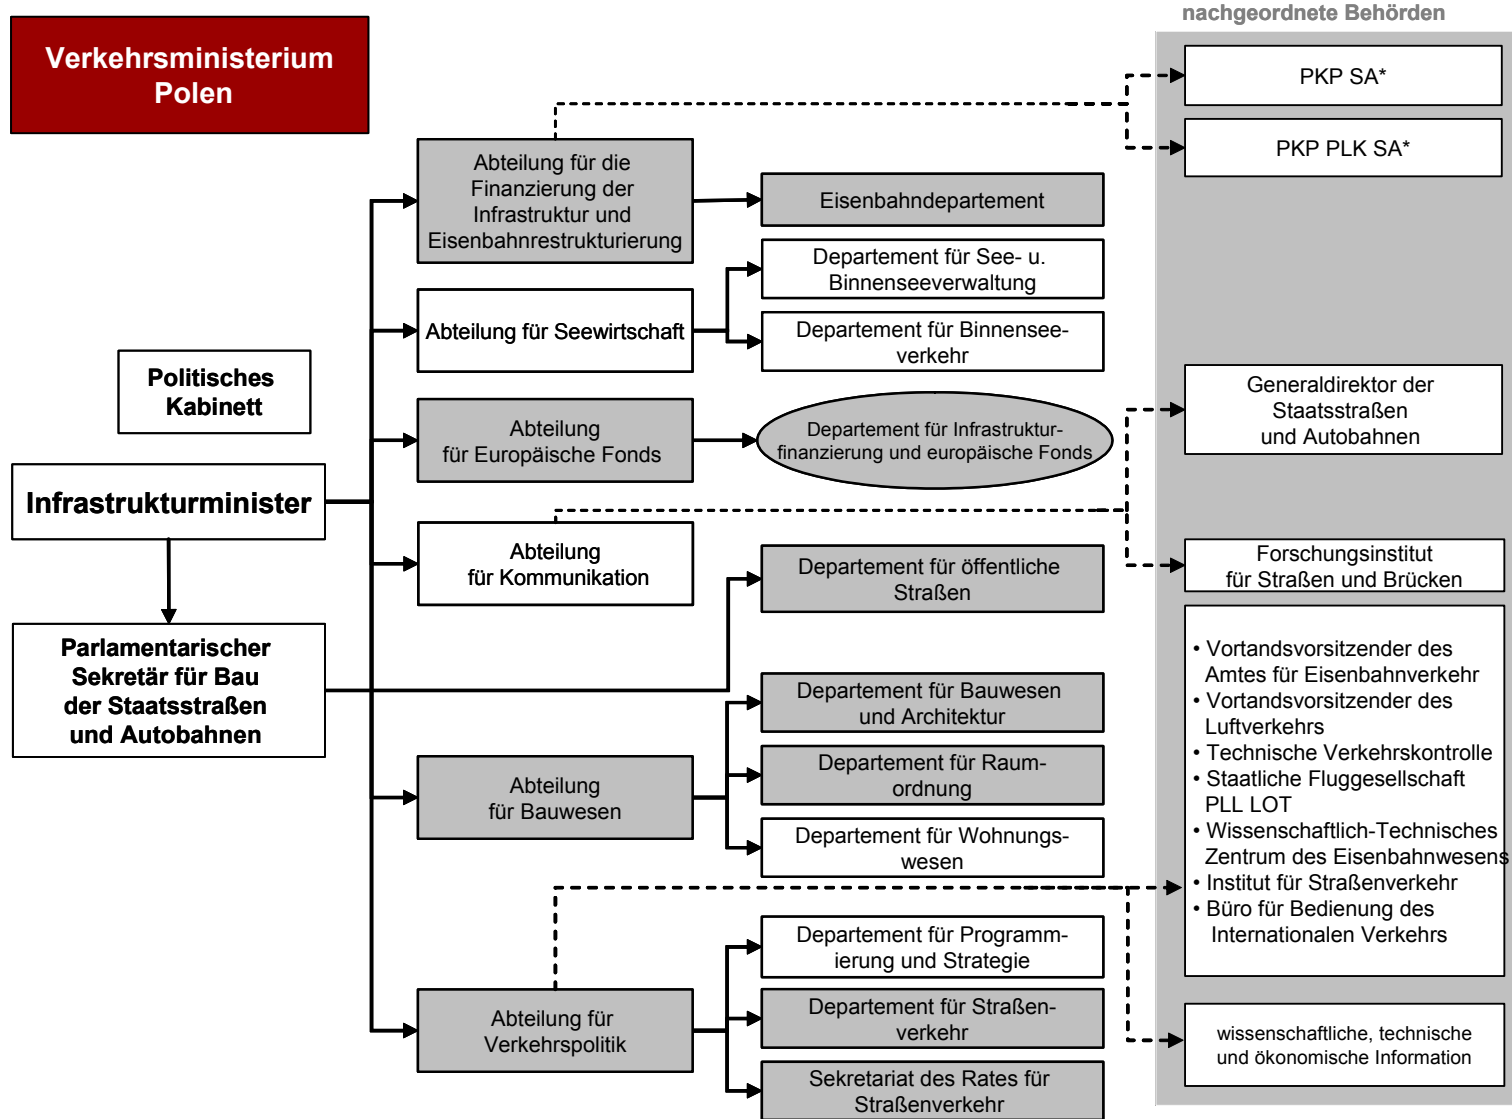 nachgeordnete Behörden
Verkehrsministerium
Polen
PKP SA*
PKP PLK SA*
Abteilung für die
Finanzierung der
Infrastruktur und
Eisenbahnrestrukturierung
Eisenbahndepartement
Departement für See- u.
Binnenseeverwaltung
Abteilung für Seewirtschaft
Departement für Binnensee-
verkehr
Politisches
Kabinett
Generaldirektor der
Staatsstraßen
und Autobahnen
Abteilung
für Europäische Fonds
Departement für Infrastruktur-
finanzierung und europäische Fonds
Infrastrukturminister
Abteilung
für Kommunikation
Departement für öffentliche
Straßen
Forschungsinstitut
für Straßen und Brücken
Parlamentarischer
Sekretär für Bau
der Staatsstraßen
und Autobahnen
• Vortandsvorsitzender des
Amtes für Eisenbahnverkehr
• Vortandsvorsitzender des
Luftverkehrs
• Technische Verkehrskontrolle
• Staatliche Fluggesellschaft
PLL LOT
• Wissenschaftlich-Technisches
Zentrum des Eisenbahnwesens
• Institut für Straßenverkehr
• Büro für Bedienung des
Internationalen Verkehrs
Departement für Bauwesen
und Architektur
Abteilung
für Bauwesen
Departement für Raum-
ordnung
Departement für Wohnungs-
wesen
Departement für Programm-
ierung und Strategie
Abteilung für
Verkehrspolitik
Departement für Straßen-
verkehr
Sekretariat des Rates für
Straßenverkehr
wissenschaftliche, technische
und ökonomische Information